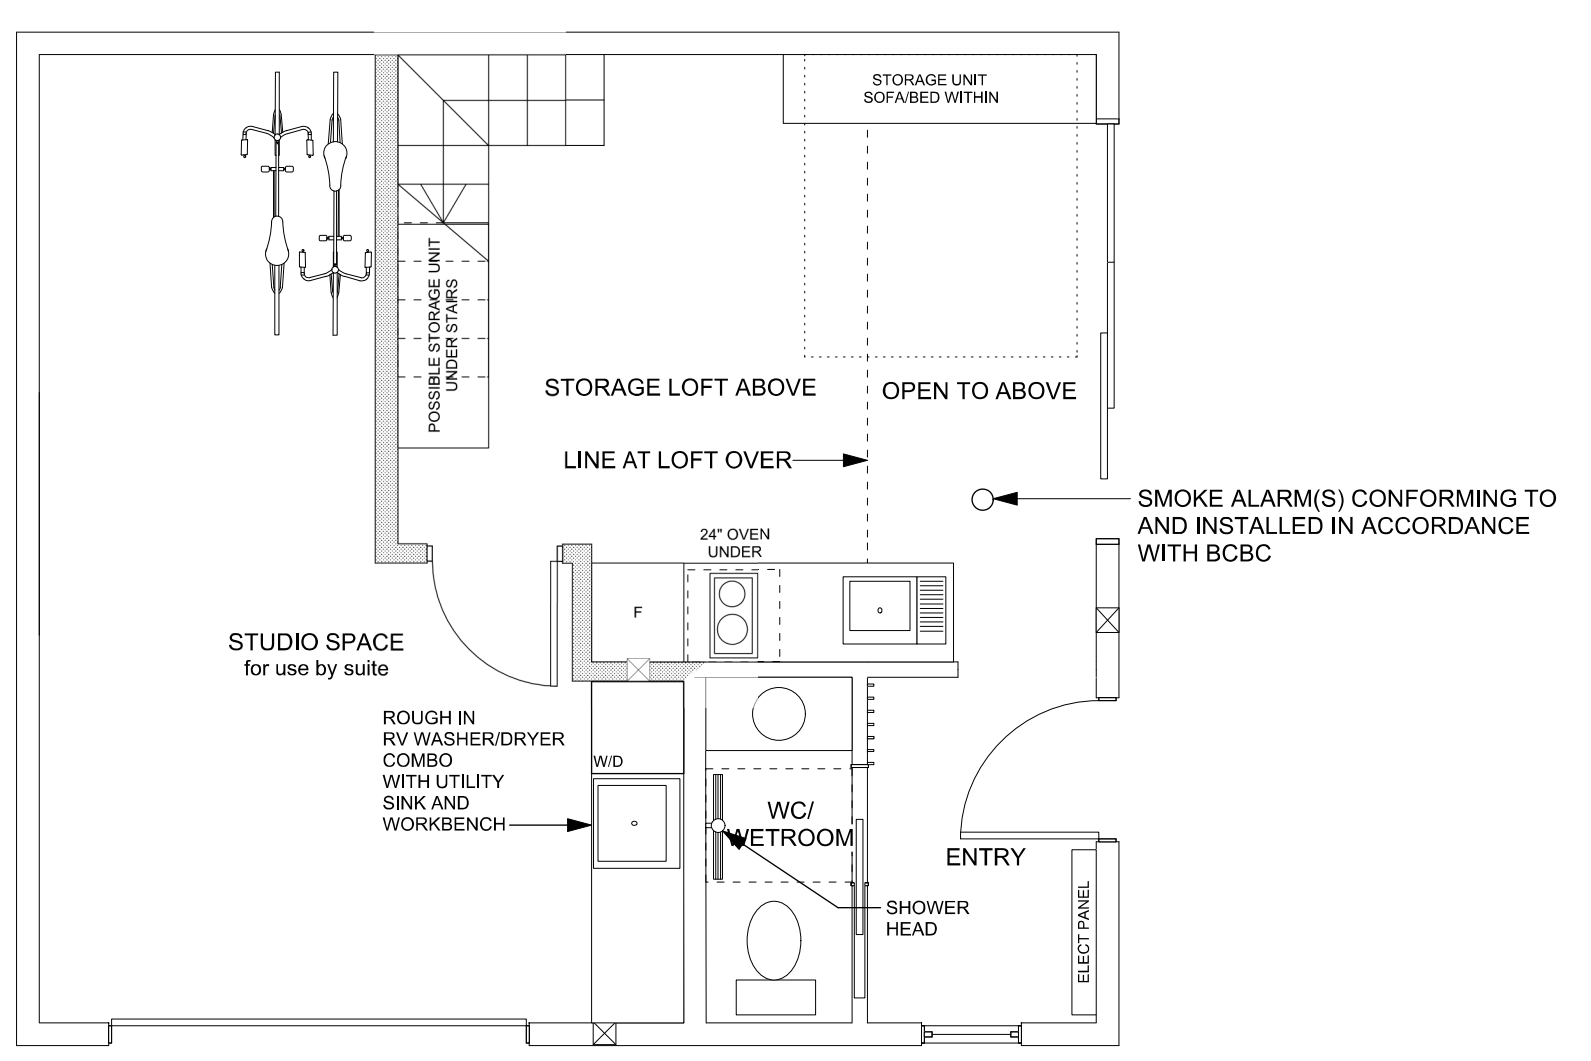 STORAGE UNIT
SOFA/BED WITHIN
POSSIBLE STORAGE UNIT
UNDER STAIRS
STORAGE LOFT ABOVE
OPEN TO ABOVE
LINE AT LOFT OVER
SMOKE ALARM(S) CONFORMING TO
AND INSTALLED IN ACCORDANCE
WITH BCBC
24" OVEN
UNDER
F
STUDIO SPACE
for use by suite
ROUGH IN
RV WASHER/DRYER
COMBO
WITH UTILITY
SINK AND
WORKBENCH
W/D
WC/
WETROOM
ENTRY
SHOWER
HEAD
ELECT PANEL